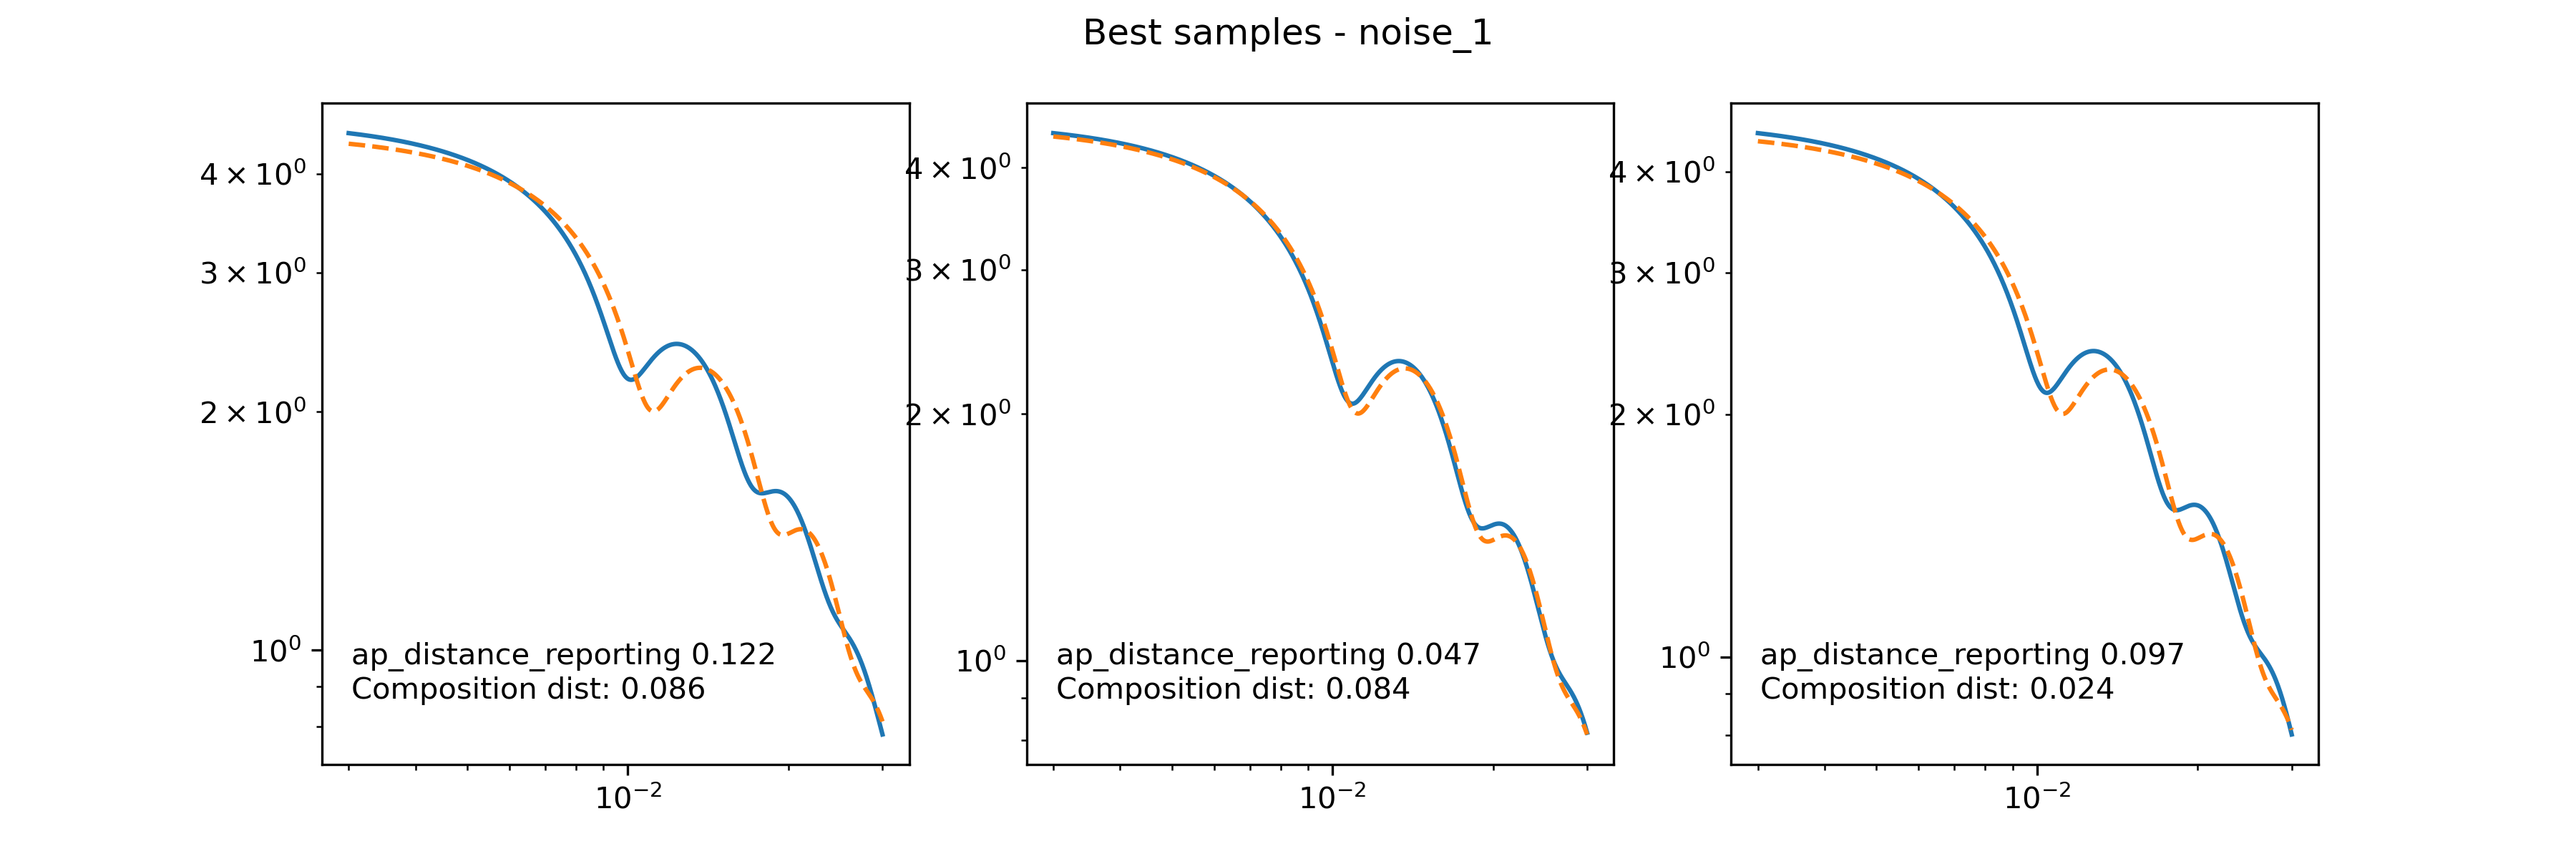 Best samples - noise_1
4 × 10⁰
3 × 10⁰
2 × 10⁰
10⁰
ap_distance_reporting 0.122
Composition dist: 0.086
10⁻²
4 × 10⁰
3 × 10⁰
2 × 10⁰
10⁰
ap_distance_reporting 0.047
Composition dist: 0.084
10⁻²
4 × 10⁰
3 × 10⁰
2 × 10⁰
10⁰
ap_distance_reporting 0.097
Composition dist: 0.024
10⁻²